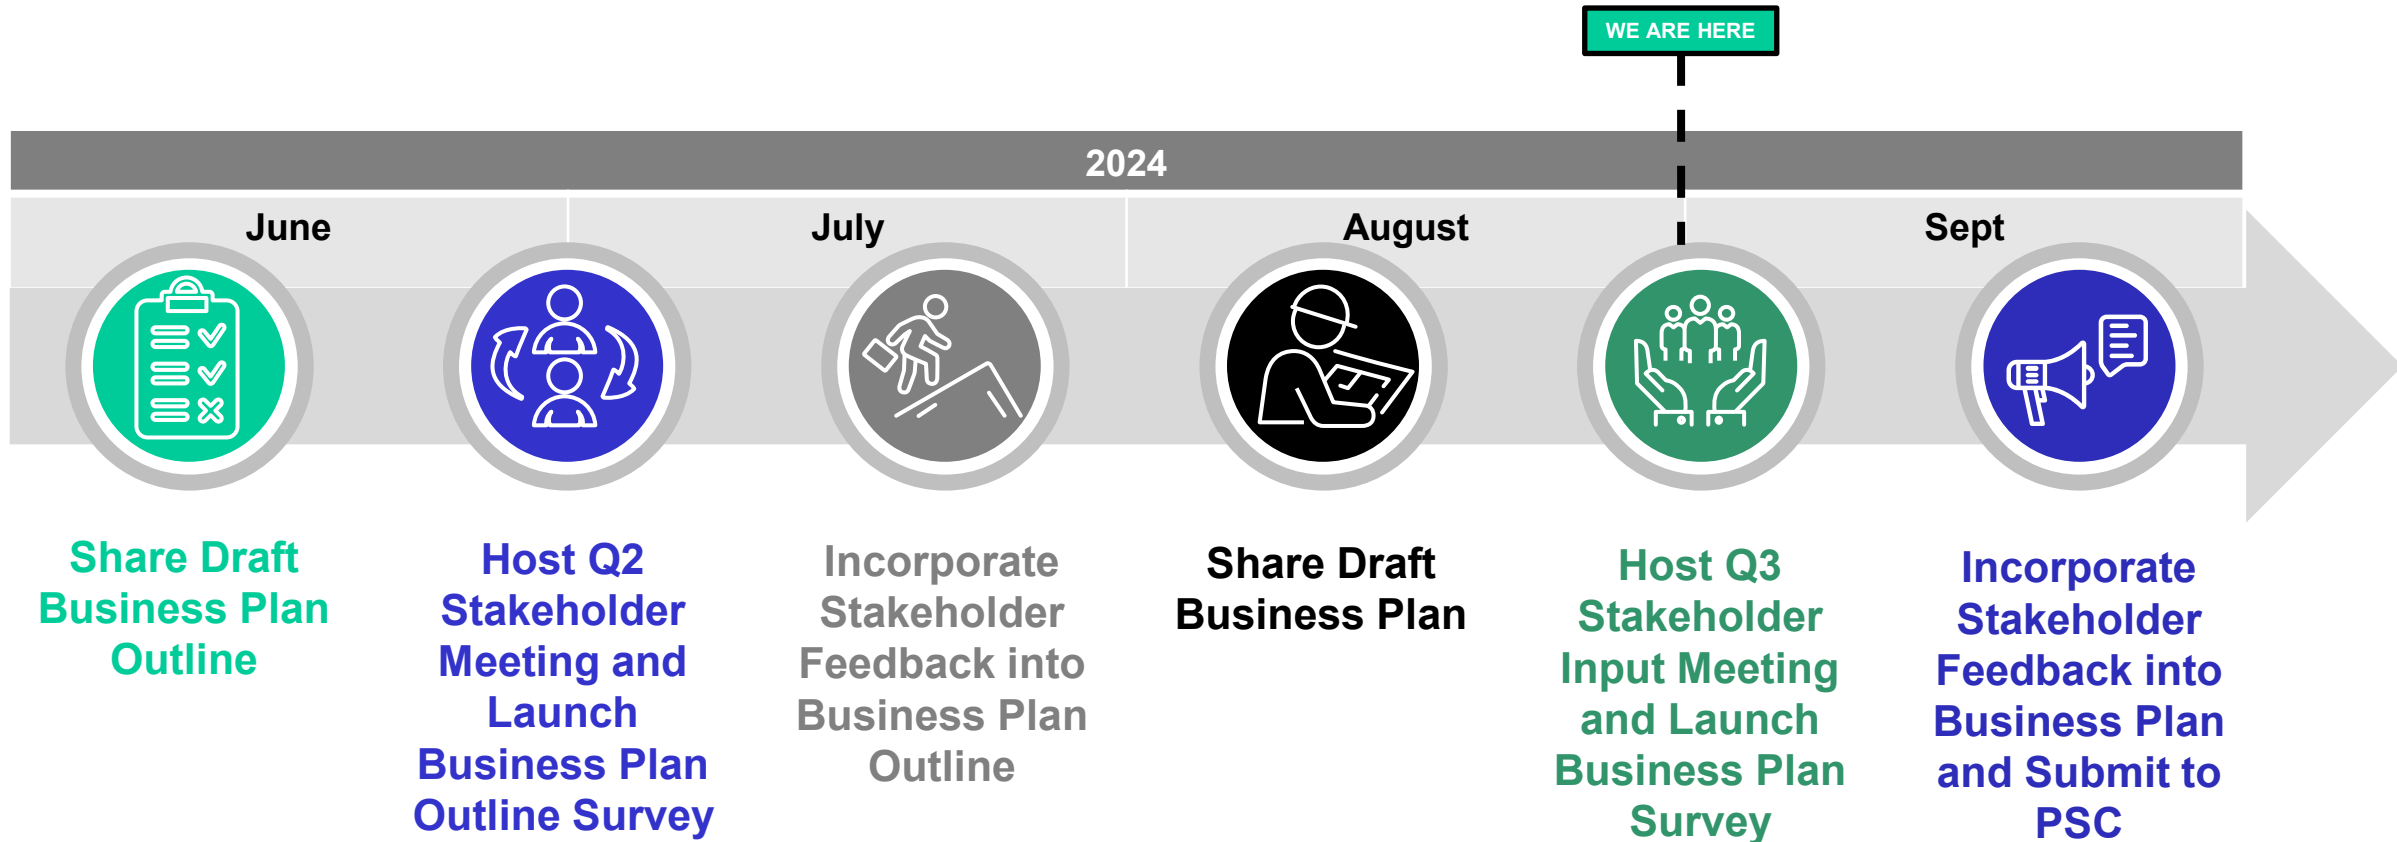 WE ARE HERE
2024
June
July
August
Sept
Share Draft
Business Plan
Outline
Host Q2
Stakeholder
Meeting and
Launch
Business Plan
Outline Survey
Incorporate
Stakeholder
Feedback into
Business Plan
Outline
Share Draft
Business Plan
Host Q3
Stakeholder
Input Meeting
and Launch
Business Plan
Survey
Incorporate
Stakeholder
Feedback into
Business Plan
and Submit to
PSC